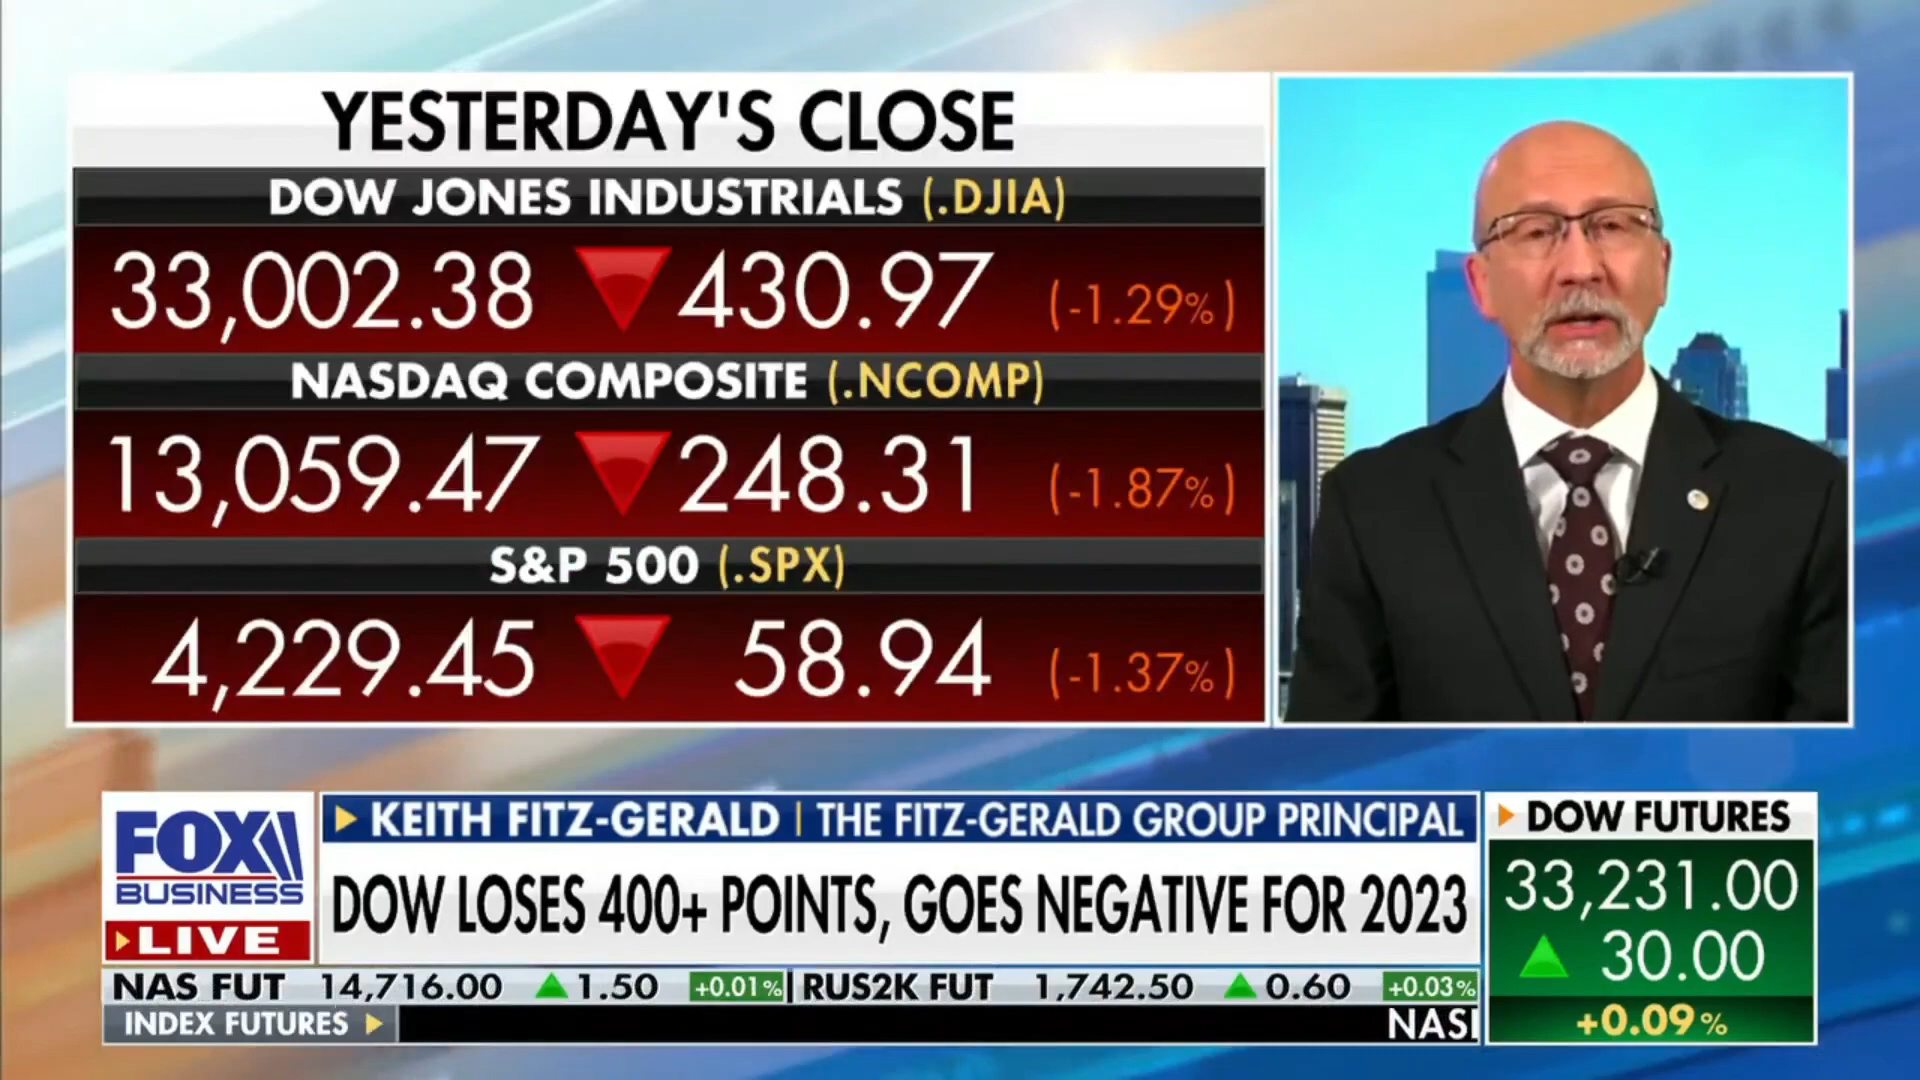 YESTERDAY'S CLOSE
DOW JONES INDUSTRIALS (.DJIA)
33,002.38 430.97 (-1.29%)
NASDAQ COMPOSITE (.NCOMP)
13,059.47 248.31 (-1.87%)
S&P 500 (.SPX)
4,229.45 58.94 (-1.37%)
FOX BUSINESS
LIVE
KEITH FITZ-GERALD | THE FITZ-GERALD GROUP PRINCIPAL
DOW LOSES 400+ POINTS, GOES NEGATIVE FOR 2023
DOW FUTURES
33,231.00
30.00
+0.09%
NAS FUT 14,716.00 1.50 +0.01% RUS2K FUT 1,742.50 0.60 +0.03%
INDEX FUTURES
NAS